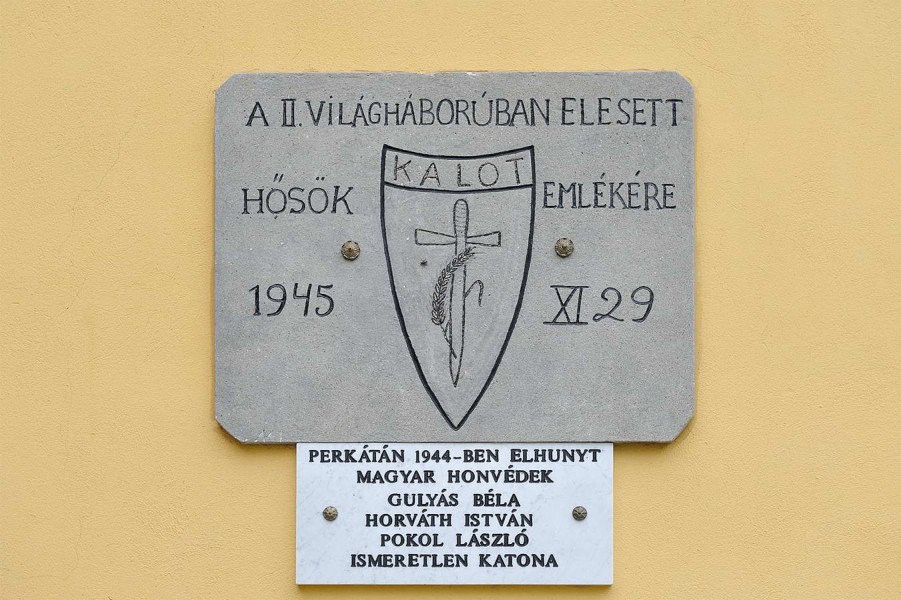 A II. VILÁGHÁBORÚBAN ELESETT
KALOT
HŐSÖK EMLÉKÉRE
1945 XI 29
PERKÁTÁN 1944-BEN ELHUNYT
MAGYAR HONVÉDEK
GULYÁS BÉLA
HORVÁTH ISTVÁN
POKOL LÁSZLÓ
ISMERETLEN KATONA